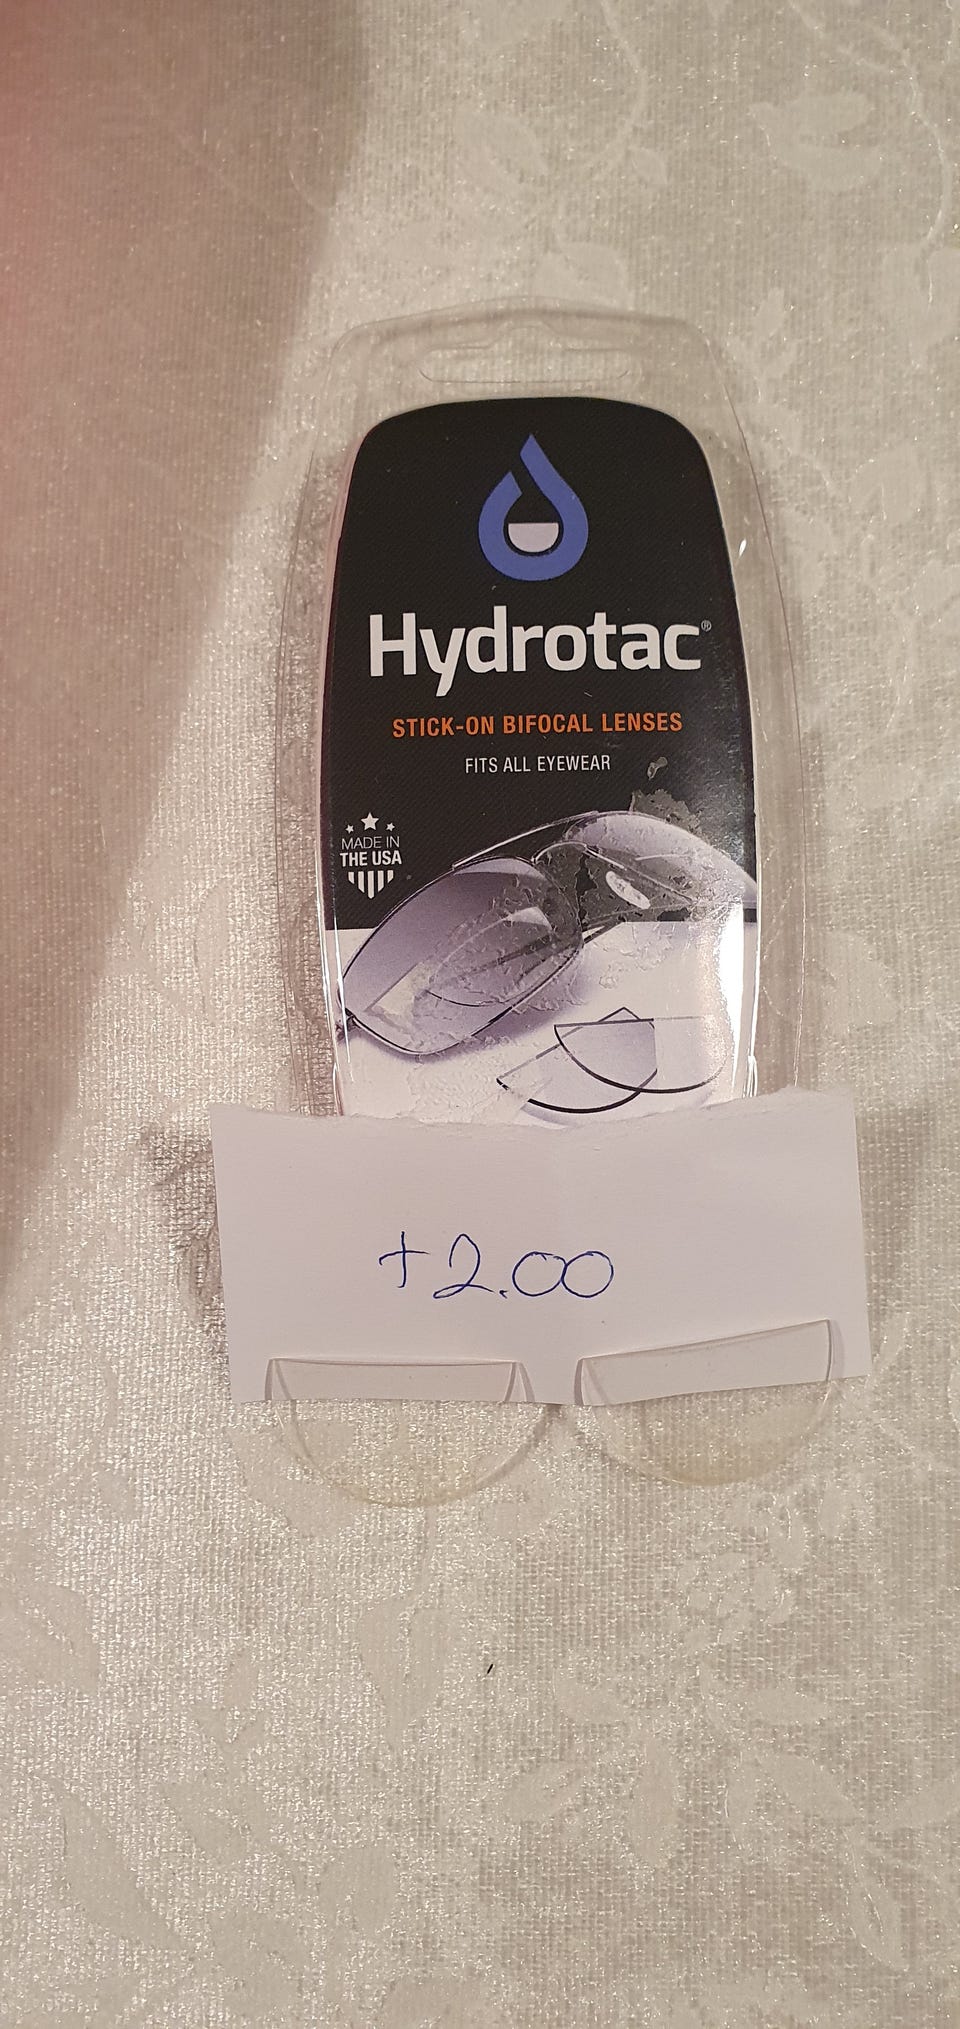 Hydrotac®
STICK-ON BIFOCAL LENSES
FITS ALL EYEWEAR
MADE IN
THE USA
+2.00